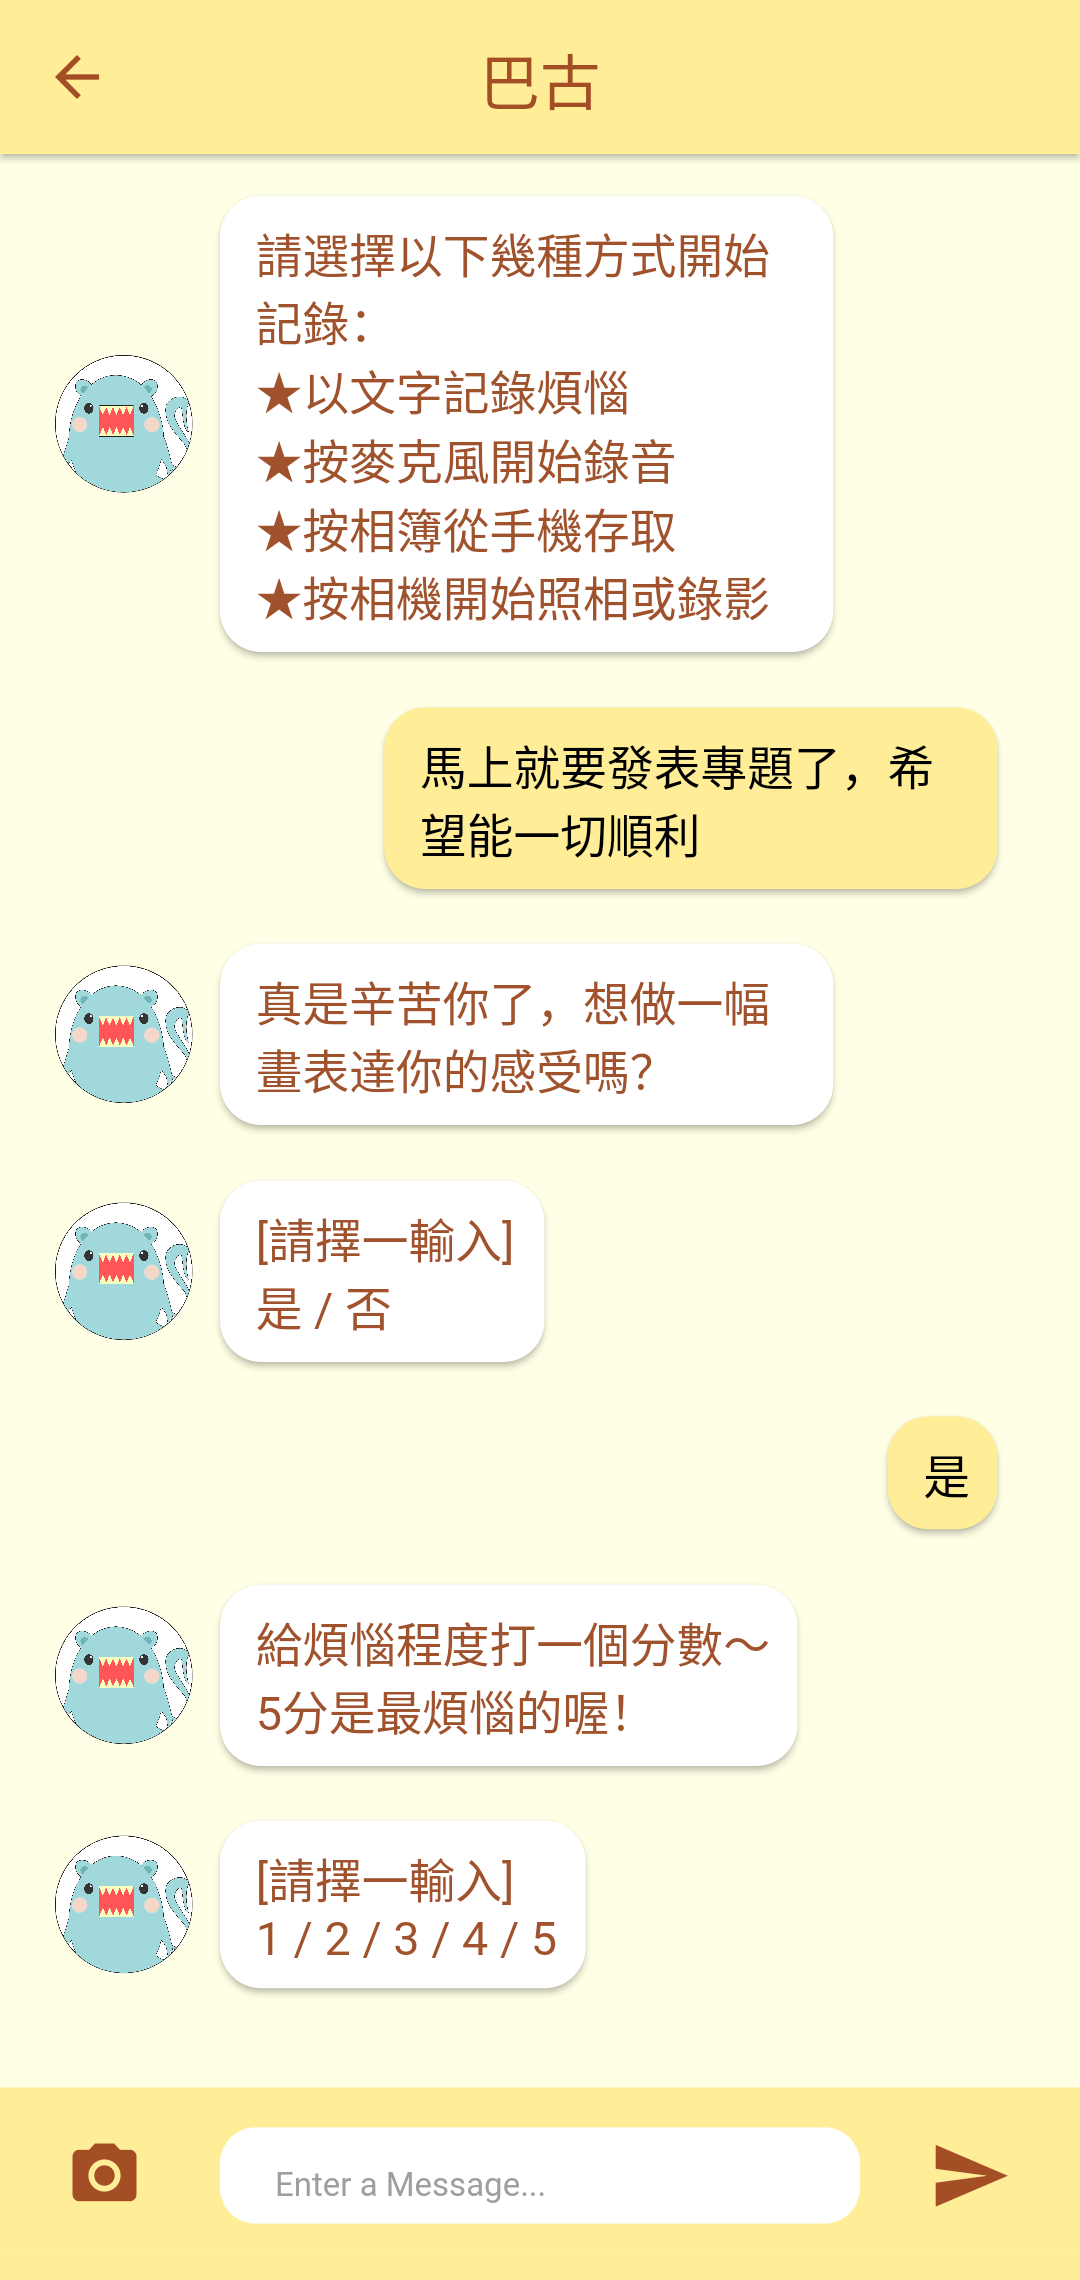 巴古
請選擇以下幾種方式開始
記錄：
★以文字記錄煩惱
★按麥克風開始錄音
★按相簿從手機存取
★按相機開始照相或錄影
馬上就要發表專題了，希
望能一切順利
真是辛苦你了，想做一幅
畫表達你的感受嗎？
[請擇一輸入]
是 / 否
是
給煩惱程度打一個分數～
5分是最煩惱的喔！
[請擇一輸入]
1 / 2 / 3 / 4 / 5
Enter a Message...